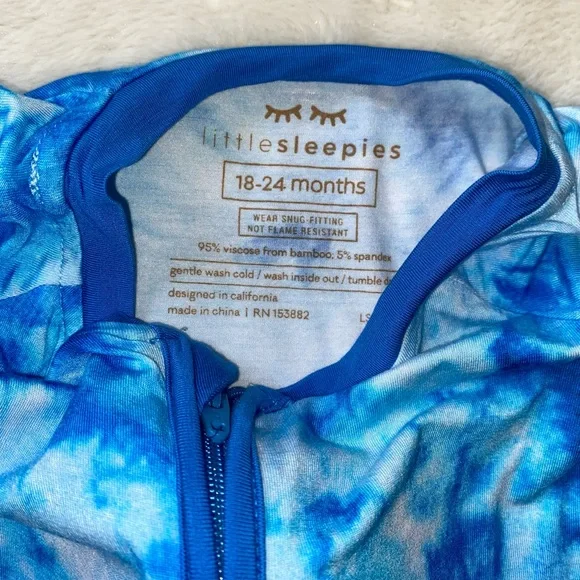 littlesleepies
18-24 months
WEAR SNUG-FITTING
NOT FLAME RESISTANT
95% viscose from bamboo; 5% spandex
gentle wash cold / wash inside out / tumble
designed in california
made in china | RN 153882